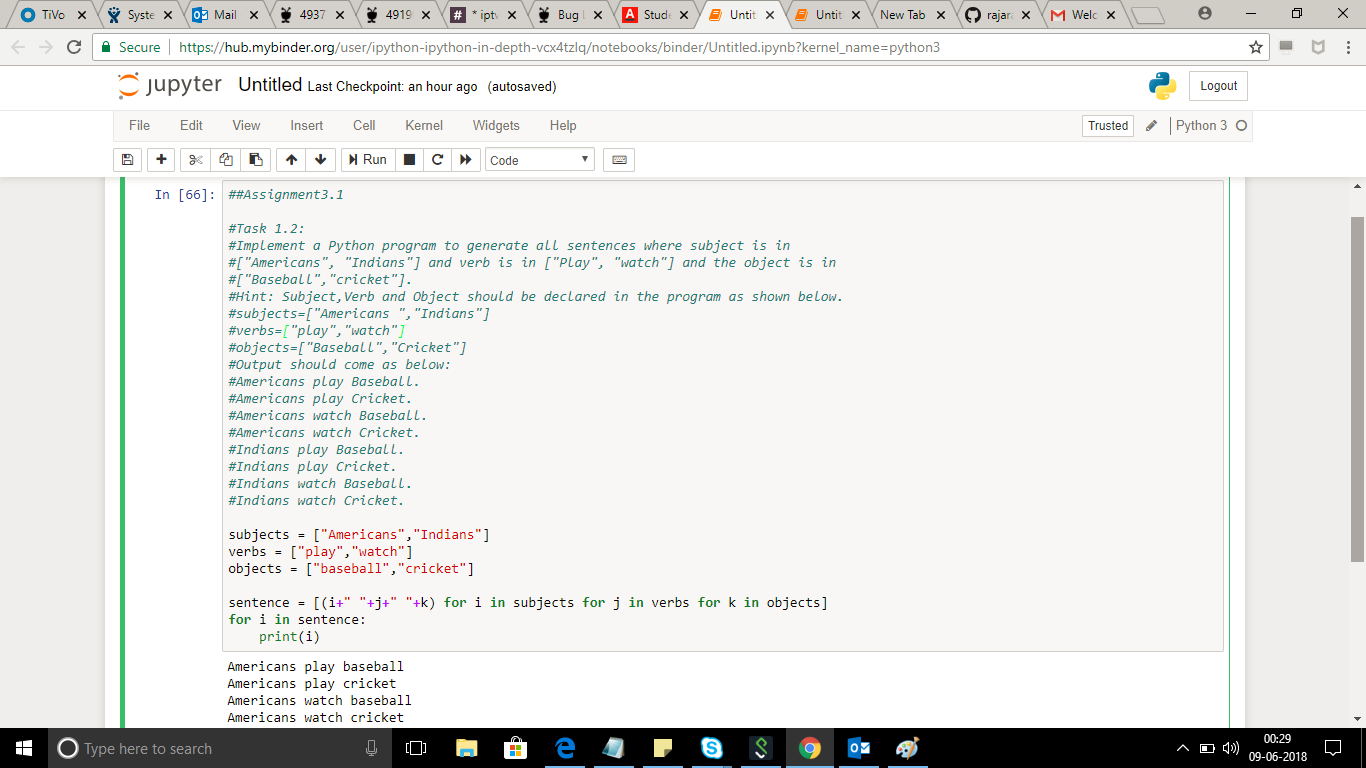 TiVo
Syste
Mail
4937
4919
* ipt
Bug
Stude
Untit
Untit
New Tab
rajara
Welc
Secure
https://hub.mybinder.org/user/ipython-ipython-in-depth-vcx4tzlq/notebooks/binder/Untitled.ipynb?kernel_name=python3
jupyter Untitled Last Checkpoint: an hour ago (autosaved)
Logout
File Edit View Insert Cell Kernel Widgets Help
Trusted
Python 3
Run
Code
In [66]:
##Assignment3.1
#Task 1.2:
#Implement a Python program to generate all sentences where subject is in
#["Americans", "Indians"] and verb is in ["Play", "watch"] and the object is in
#["Baseball","cricket"].
#Hint: Subject,Verb and Object should be declared in the program as shown below.
#subjects=["Americans ","Indians"]
#verbs=["play","watch"]
#objects=["Baseball","Cricket"]
#Output should come as below:
#Americans play Baseball.
#Americans play Cricket.
#Americans watch Baseball.
#Americans watch Cricket.
#Indians play Baseball.
#Indians play Cricket.
#Indians watch Baseball.
#Indians watch Cricket.
subjects = ["Americans","Indians"]
verbs = ["play","watch"]
objects = ["baseball","cricket"]
sentence = [(i+" "+j+" "+k) for i in subjects for j in verbs for k in objects]
for i in sentence:
    print(i)
Americans play baseball
Americans play cricket
Americans watch baseball
Americans watch cricket
Type here to search
00:29
09-06-2018